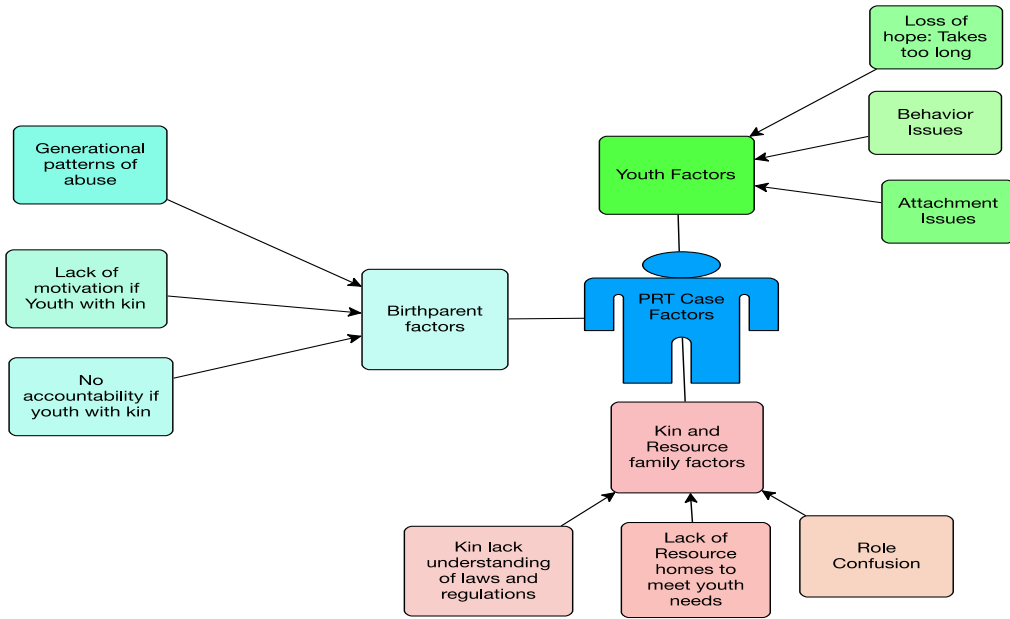 Loss of
hope: Takes
too long
Behavior
Issues
Attachment
Issues
Youth Factors
Generational
patterns of
abuse
Lack of
motivation if
Youth with kin
No
accountability if
youth with kin
Birthparent
factors
PRT Case
Factors
Kin and
Resource
family factors
Kin lack
understanding
of laws and
regulations
Lack of
Resource
homes to
meet youth
needs
Role
Confusion